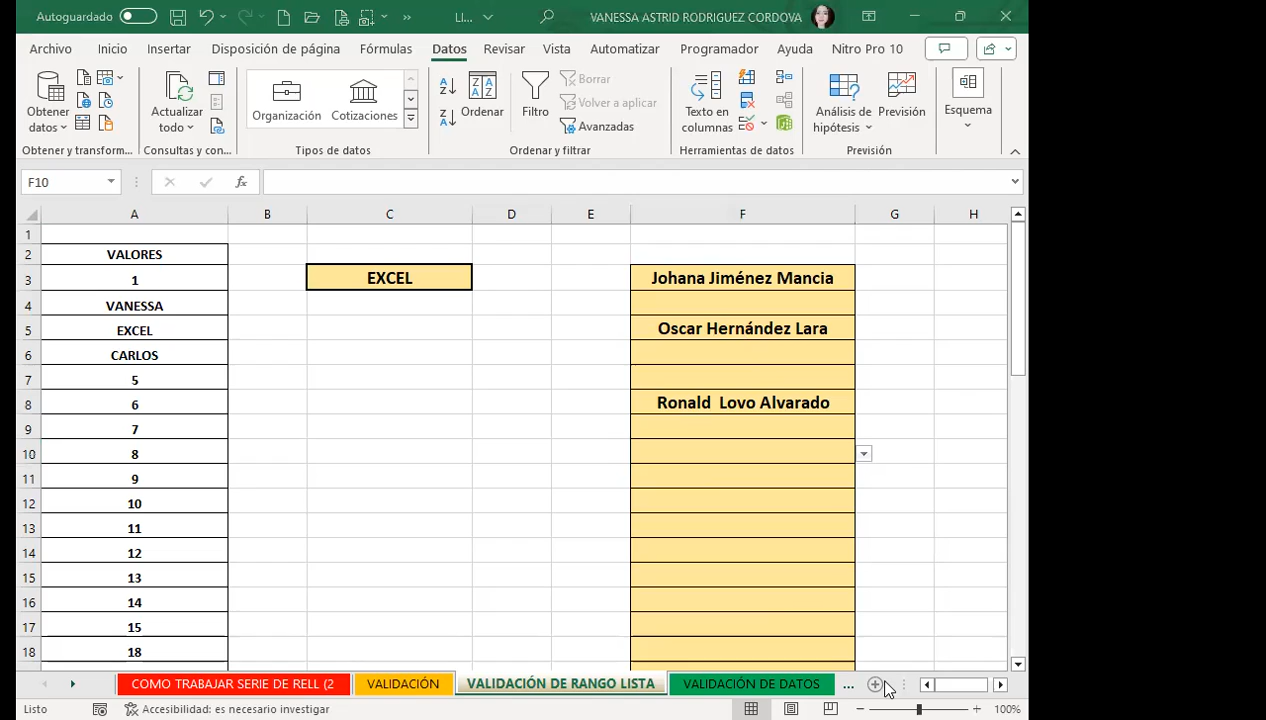 Autoguardado
LI...
VANESSA ASTRID RODRIGUEZ CORDOVA
Archivo Inicio Insertar Disposición de página Fórmulas Datos Revisar Vista Automatizar Programador Ayuda Nitro Pro 10
Obtener datos
Actualizar todo
Organización
Cotizaciones
Ordenar
Filtro
Borrar
Volver a aplicar
Avanzadas
Texto en columnas
Análisis de hipótesis
Previsión
Esquema
Obtener y transform... Consultas y con... Tipos de datos Ordenar y filtrar Herramientas de datos Previsión
F10
fx
A B C D E F G H
1
2 VALORES
3 1 EXCEL Johana Jiménez Mancia
4 VANESSA
5 EXCEL Oscar Hernández Lara
6 CARLOS
7 5
8 6 Ronald Lovo Alvarado
9 7
10 8
11 9
12 10
13 11
14 12
15 13
16 14
17 15
18 18
COMO TRABAJAR SERIE DE RELL (2 VALIDACIÓN VALIDACIÓN DE RANGO LISTA VALIDACIÓN DE DATOS ...
Listo Accesibilidad: es necesario investigar 100%